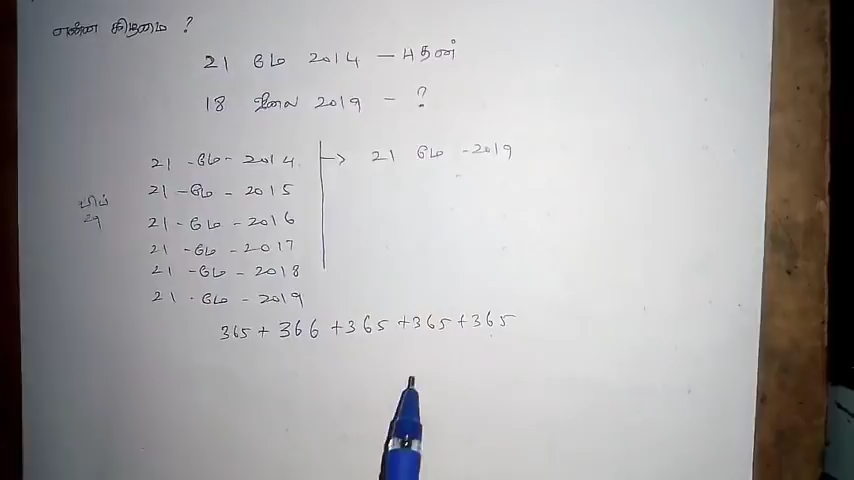 என்ன கிழமை ?
21 மே 2014 - புதன்
18 ஜூலை 2019 - ?
21 - மே - 2014 -> 21 மே - 2019
21 - மே - 2015
பிப்
29
21 - மே - 2016
21 - மே - 2017
21 - மே - 2018
21 - மே - 2019
365 + 366 + 365 + 365 + 365